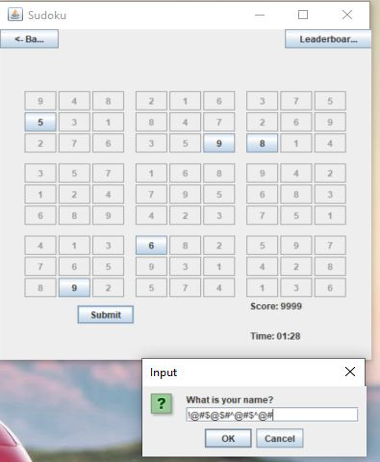 Sudoku
<- Ba...
Leaderboar...
9 4 8 2 1 6 3 7 5
5 3 1 8 4 7 2 6 9
2 7 6 3 5 9 8 1 4
3 5 7 1 6 8 9 4 2
1 2 4 7 9 5 6 8 3
6 8 9 4 2 3 7 5 1
4 1 3 6 8 2 5 9 7
7 6 5 9 3 1 4 2 8
8 9 2 5 7 4 1 3 6
Submit
Score: 9999
Time: 01:28
Input
What is your name?
!@#$@$#^@#$^@#
OK Cancel